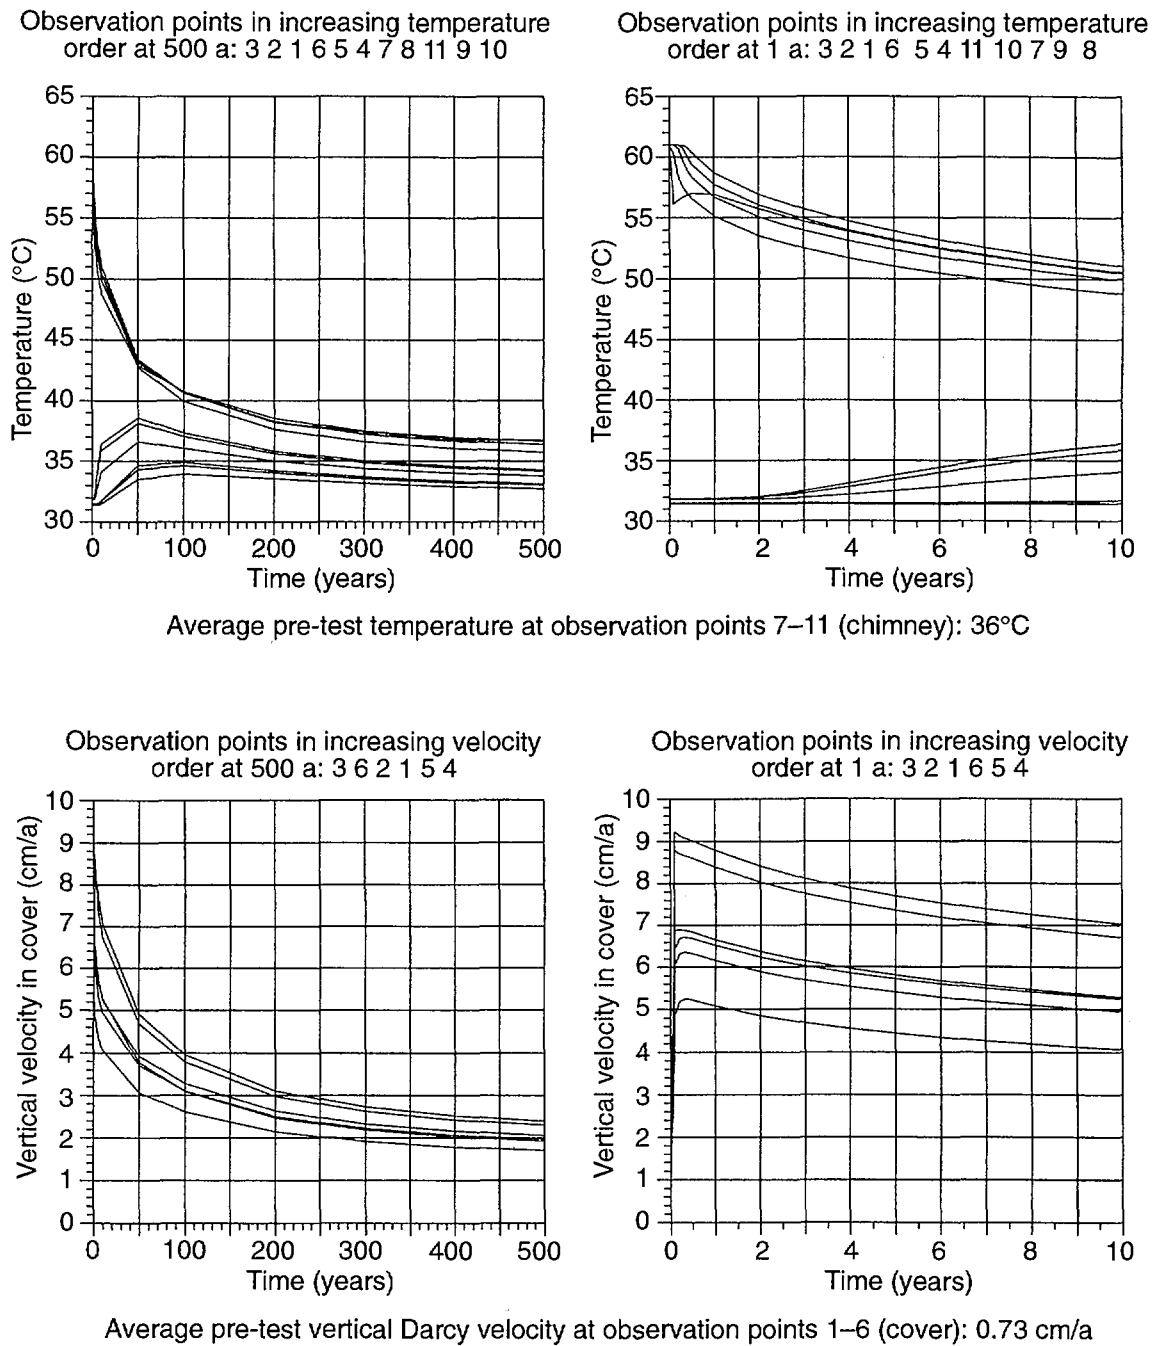 Observation points in increasing temperature
order at 500 a: 3 2 1 6 5 4 7 8 11 9 10
65
60
55
50
45
40
35
30
Temperature (°C)
0 100 200 300 400 500
Time (years)
Observation points in increasing temperature
order at 1 a: 3 2 1 6 5 4 11 10 7 9 8
65
60
55
50
45
40
35
30
Temperature (°C)
0 2 4 6 8 10
Time (years)
Average pre-test temperature at observation points 7–11 (chimney): 36°C
Observation points in increasing velocity
order at 500 a: 3 6 2 1 5 4
10
9
8
7
6
5
4
3
2
1
0
Vertical velocity in cover (cm/a)
0 100 200 300 400 500
Time (years)
Observation points in increasing velocity
order at 1 a: 3 2 1 6 5 4
10
9
8
7
6
5
4
3
2
1
0
Vertical velocity in cover (cm/a)
0 2 4 6 8 10
Time (years)
Average pre-test vertical Darcy velocity at observation points 1–6 (cover): 0.73 cm/a